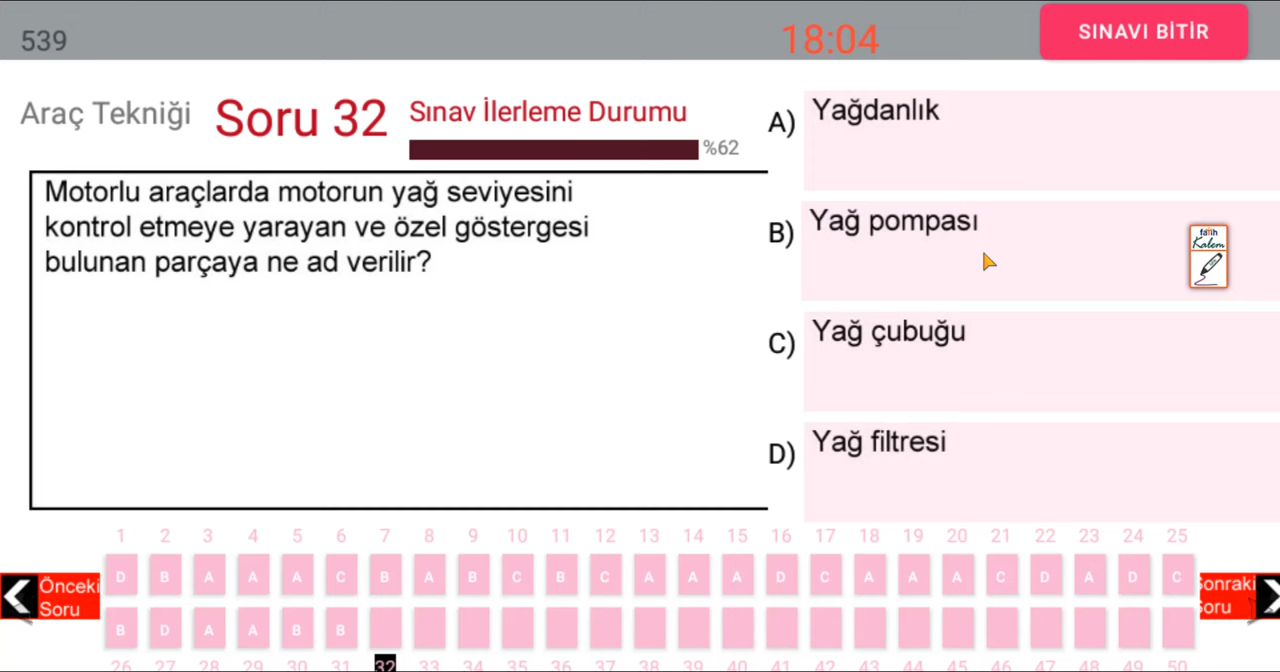 539
18:04
SINAVI BİTİR
Araç Tekniği
Soru 32
Sınav İlerleme Durumu
%62
Motorlu araçlarda motorun yağ seviyesini
kontrol etmeye yarayan ve özel göstergesi
bulunan parçaya ne ad verilir?
A) Yağdanlık
B) Yağ pompası
fatih
Kalem
C) Yağ çubuğu
D) Yağ filtresi
1 2 3 4 5 6 7 8 9 10 11 12 13 14 15 16 17 18 19 20 21 22 23 24 25
D B A A A C B A B C B C A A A D C A A A C D A D C
Önceki
Soru
Sonraki
Soru
B D A A B B
26 27 28 29 30 31 32 33 34 35 36 37 38 39 40 41 42 43 44 45 46 47 48 49 50